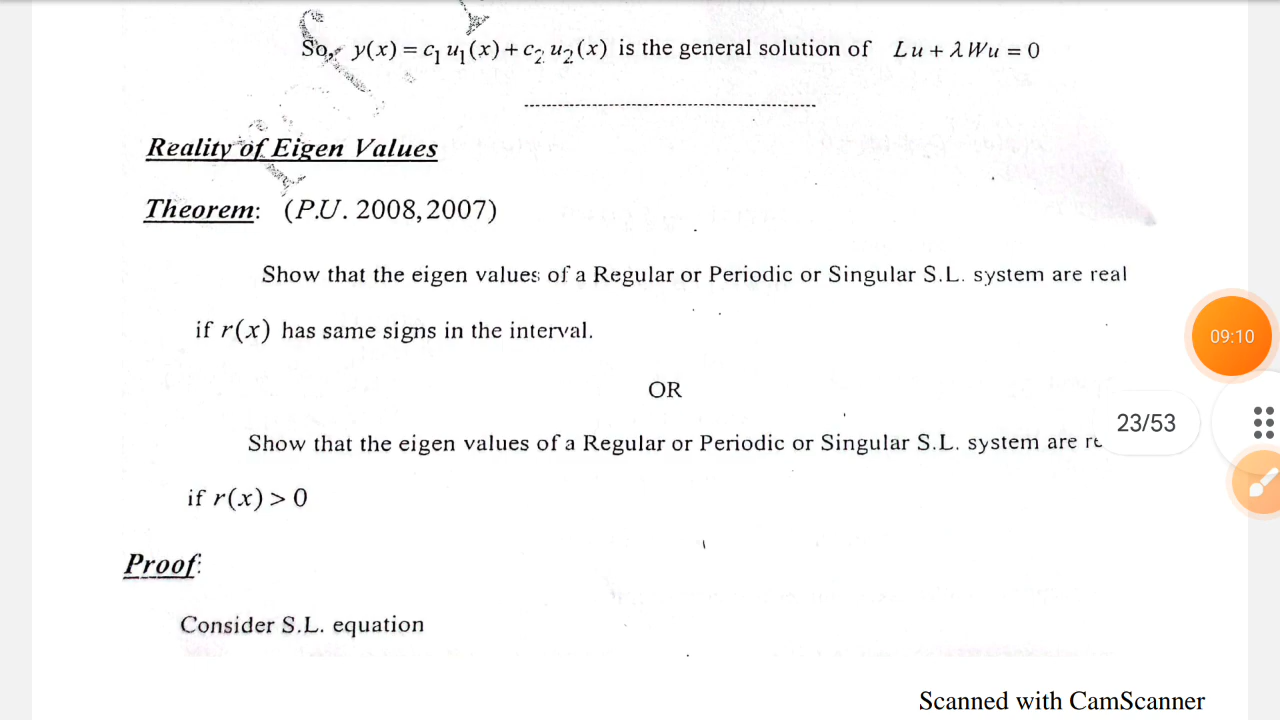 So, y(x) = c₁ u₁(x) + c₂ u₂(x) is the general solution of Lu + λWu = 0
Reality of Eigen Values
Theorem: (P.U. 2008,2007)
Show that the eigen values of a Regular or Periodic or Singular S.L. system are real
if r(x) has same signs in the interval.
09:10
OR
23/53
Show that the eigen values of a Regular or Periodic or Singular S.L. system are
if r(x) > 0
Proof:
Consider S.L. equation
Scanned with CamScanner